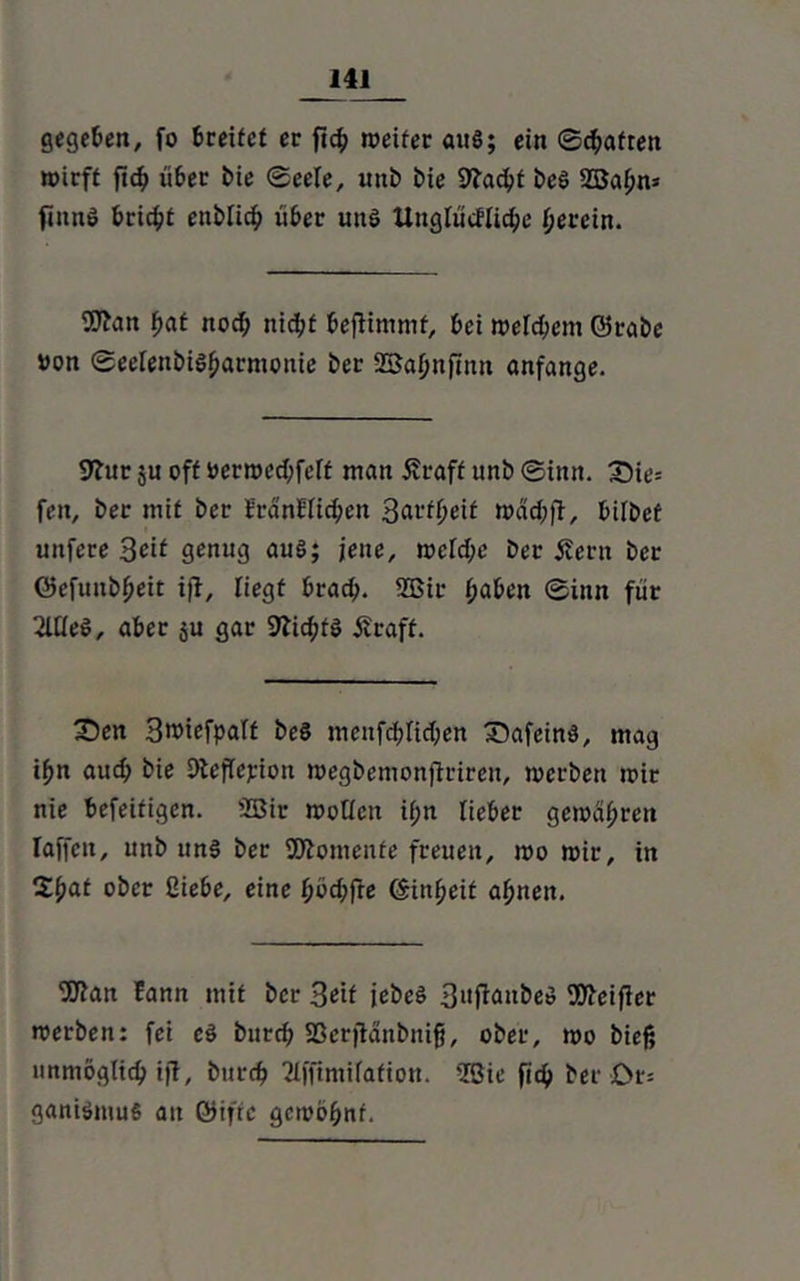 141
gegeben, so breitet er sich weiter aus; ein Schatten
wirft sich über die Seele, und die Nacht des Wahn-
sinns bricht endlich über uns Unglückliche herein.
Man hat noch nicht bestimmt, bei welchem Grade
von Seelendisharmonie der Wahnsinn anfange.
Nur zu oft verwechselt man Kraft und Sinn. Die-
sen, der mit der kränklichen Zartheit wächst, bildet
unsere Zeit genug aus; jene, welche der Kern der
Gesundheit ist, liegt brach. Wir haben Sinn für
Alles, aber zu gar Nichts Kraft.
Den Zwiespalt des menschlichen Daseins, mag
ihn auch die Reflexion wegdemonstriren, werden wir
nie beseitigen. Wir wollen ihn lieber gewähren
lassen, und uns der Momente freuen, wo wir, in
That oder Liebe, eine höchste Einheit ahnen.
Man kann mit der Zeit jedes Zustandes Meister
werden: sei es durch Verständniß, oder, wo dieß
unmöglich ist, durch Assimilation. Wie sich der Or-
ganismus an Gifte gewöhnt.